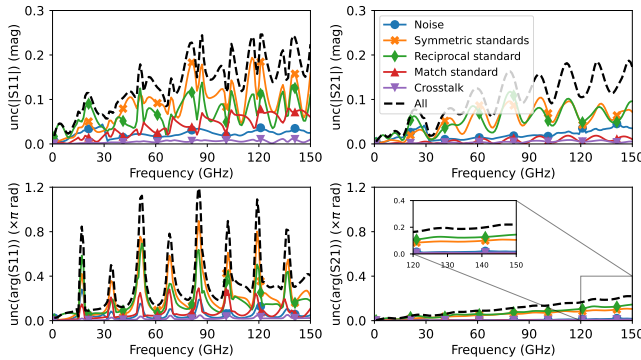 unc(|S11|) (mag)
0.3
0.2
0.1
0.0
0 30 60 90 120 150
Frequency (GHz)
unc(|S21|) (mag)
0.3
0.2
0.1
0.0
Noise
Symmetric standards
Reciprocal standard
Match standard
Crosstalk
All
0 30 60 90 120 150
Frequency (GHz)
unc(arg(S11)) (×π rad)
1.2
0.8
0.4
0.0
0 30 60 90 120 150
Frequency (GHz)
unc(arg(S21)) (×π rad)
1.2
0.8
0.4
0.0
0.4
0.2
0.0
120 130 140 150
0 30 60 90 120 150
Frequency (GHz)